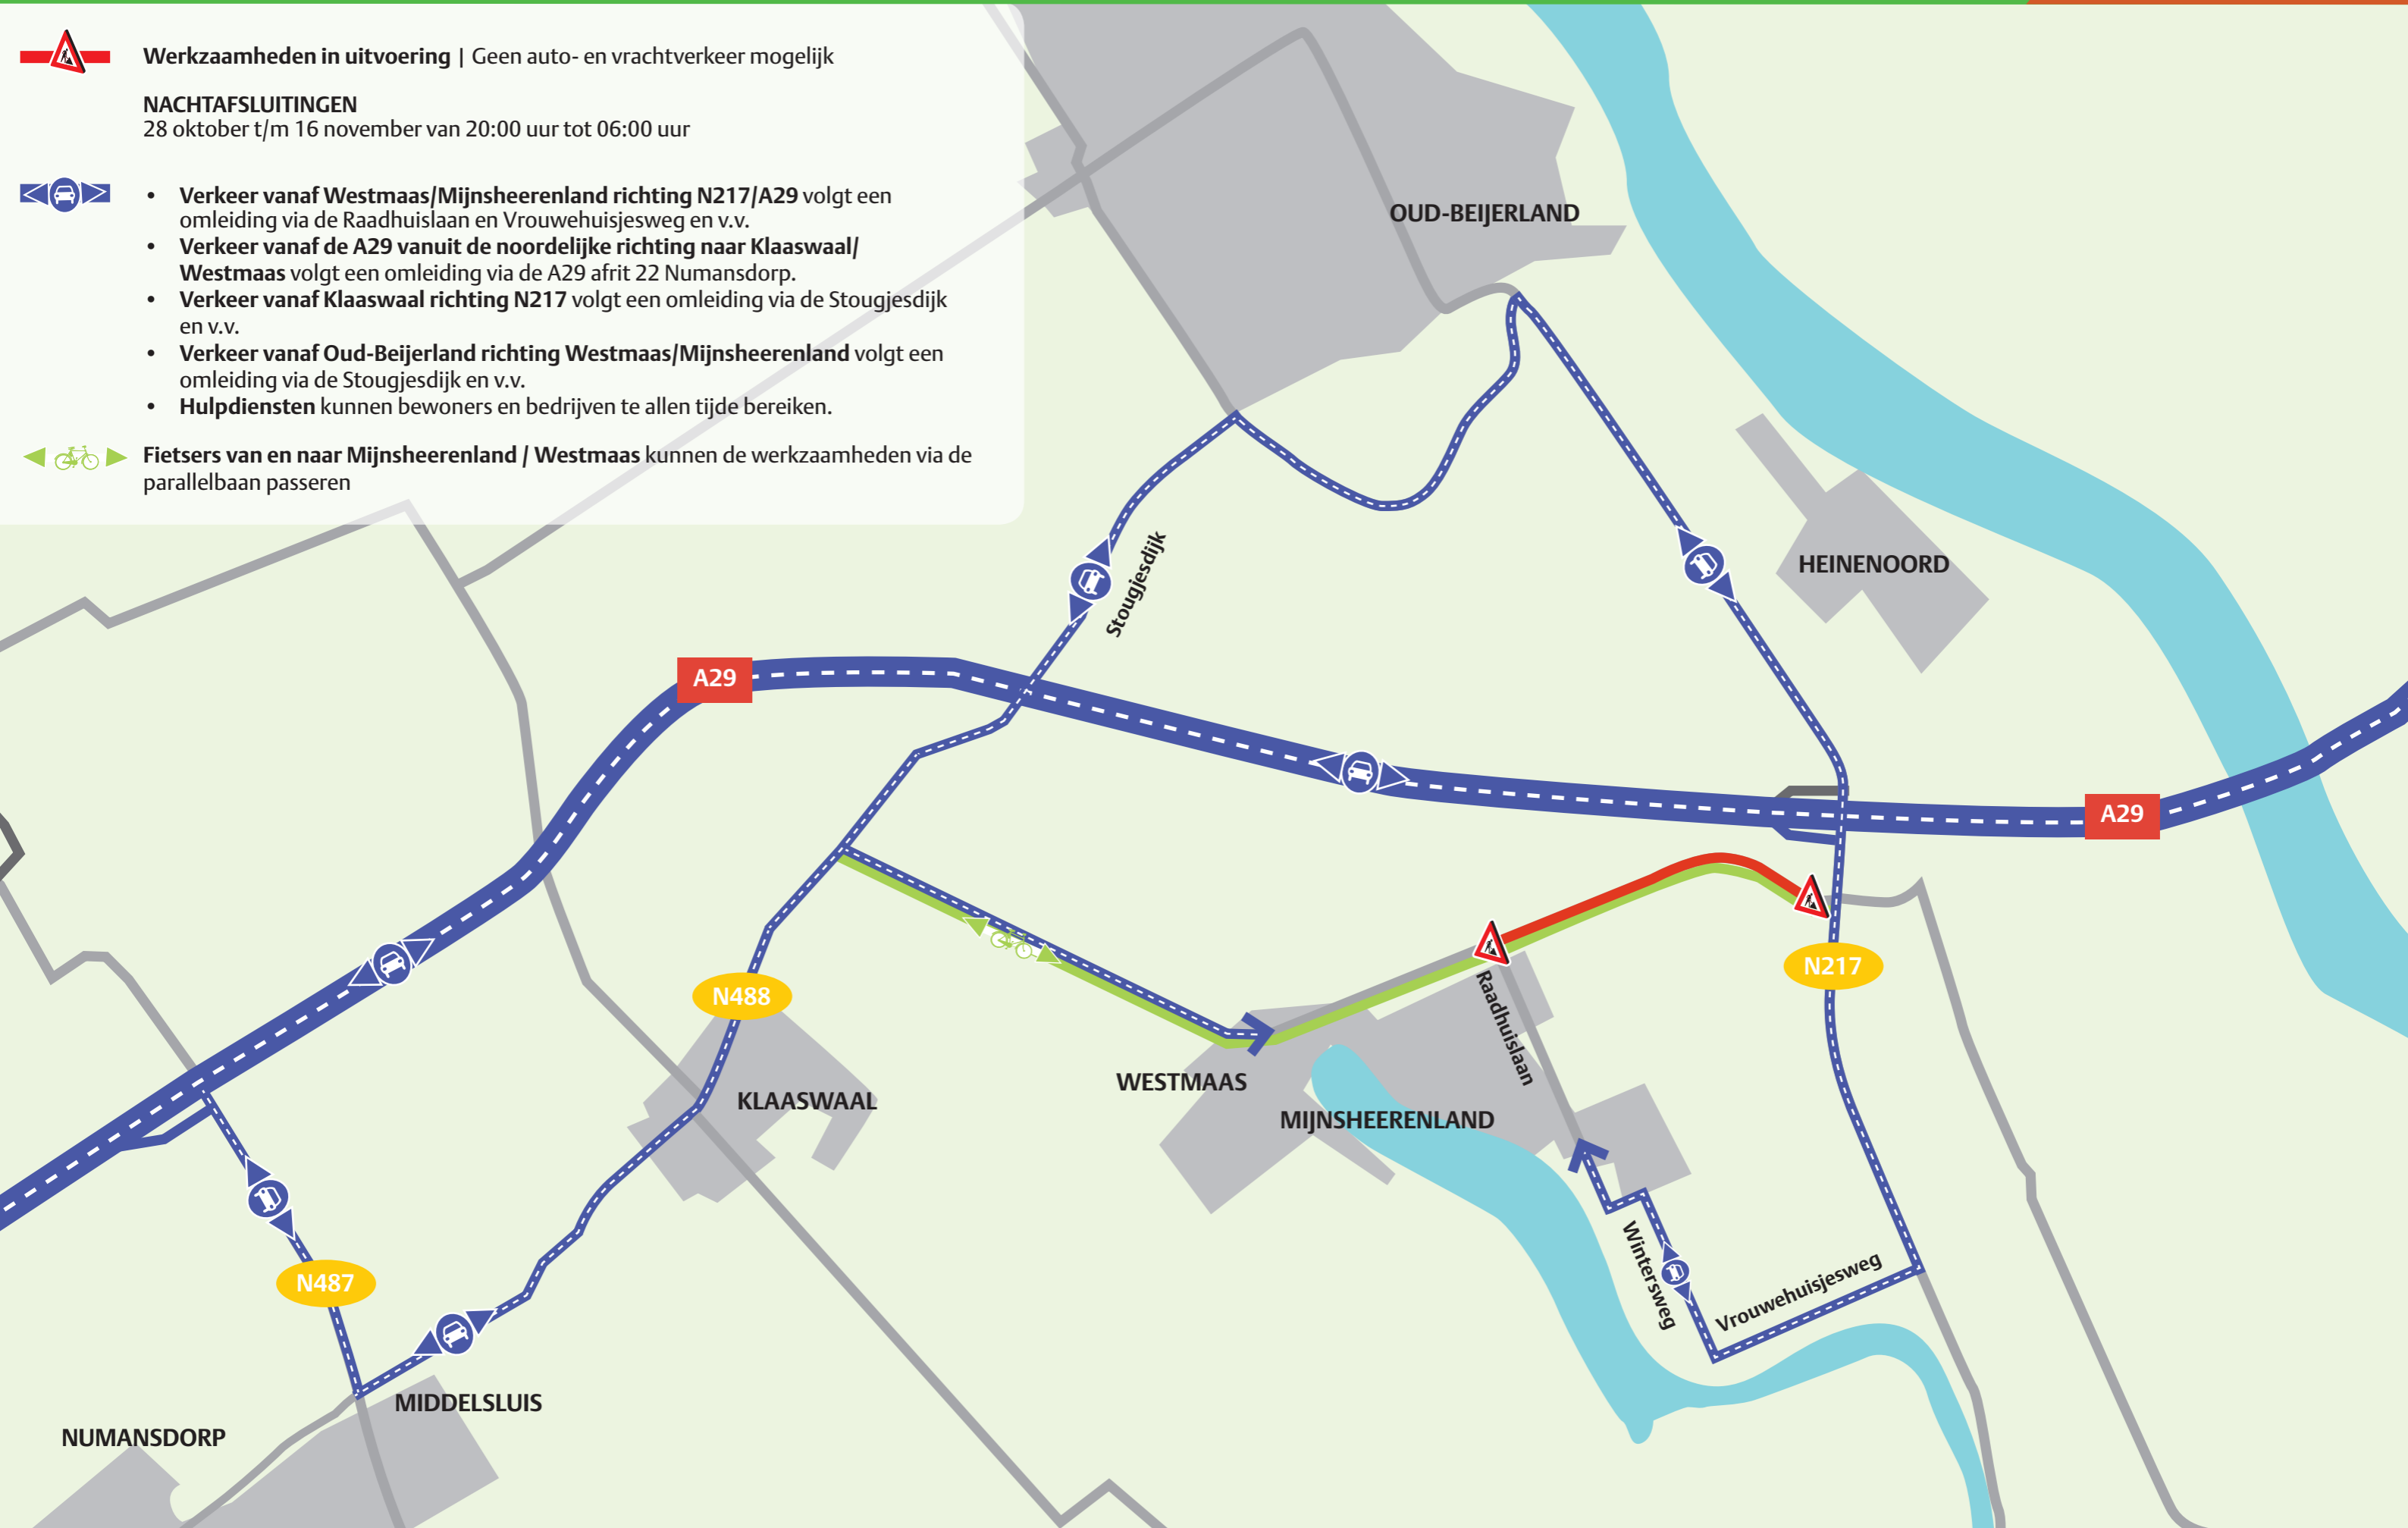 Werkzaamheden in uitvoering | Geen auto- en vrachtverkeer mogelijk
NACHTAFSLUITINGEN
28 oktober t/m 16 november van 20:00 uur tot 06:00 uur
• Verkeer vanaf Westmaas/Mijnsheerenland richting N217/A29 volgt een
omleiding via de Raadhuislaan en Vrouwehuisjesweg en v.v.
• Verkeer vanaf de A29 vanuit de noordelijke richting naar Klaaswaal/
Westmaas volgt een omleiding via de A29 afrit 22 Numansdorp.
• Verkeer vanaf Klaaswaal richting N217 volgt een omleiding via de Stougjesdijk
en v.v.
• Verkeer vanaf Oud-Beijerland richting Westmaas/Mijnsheerenland volgt een
omleiding via de Stougjesdijk en v.v.
• Hulpdiensten kunnen bewoners en bedrijven te allen tijde bereiken.
Fietsers van en naar Mijnsheerenland / Westmaas kunnen de werkzaamheden via de
parallelbaan passeren
OUD-BEIJERLAND
HEINENOORD
Stougjesdijk
A29
A29
N217
N488
Raadhuislaan
WESTMAAS
KLAASWAAL
MIJNSHEERENLAND
Wintersweg
Vrouwehuisjesweg
N487
MIDDELSLUIS
NUMANSDORP